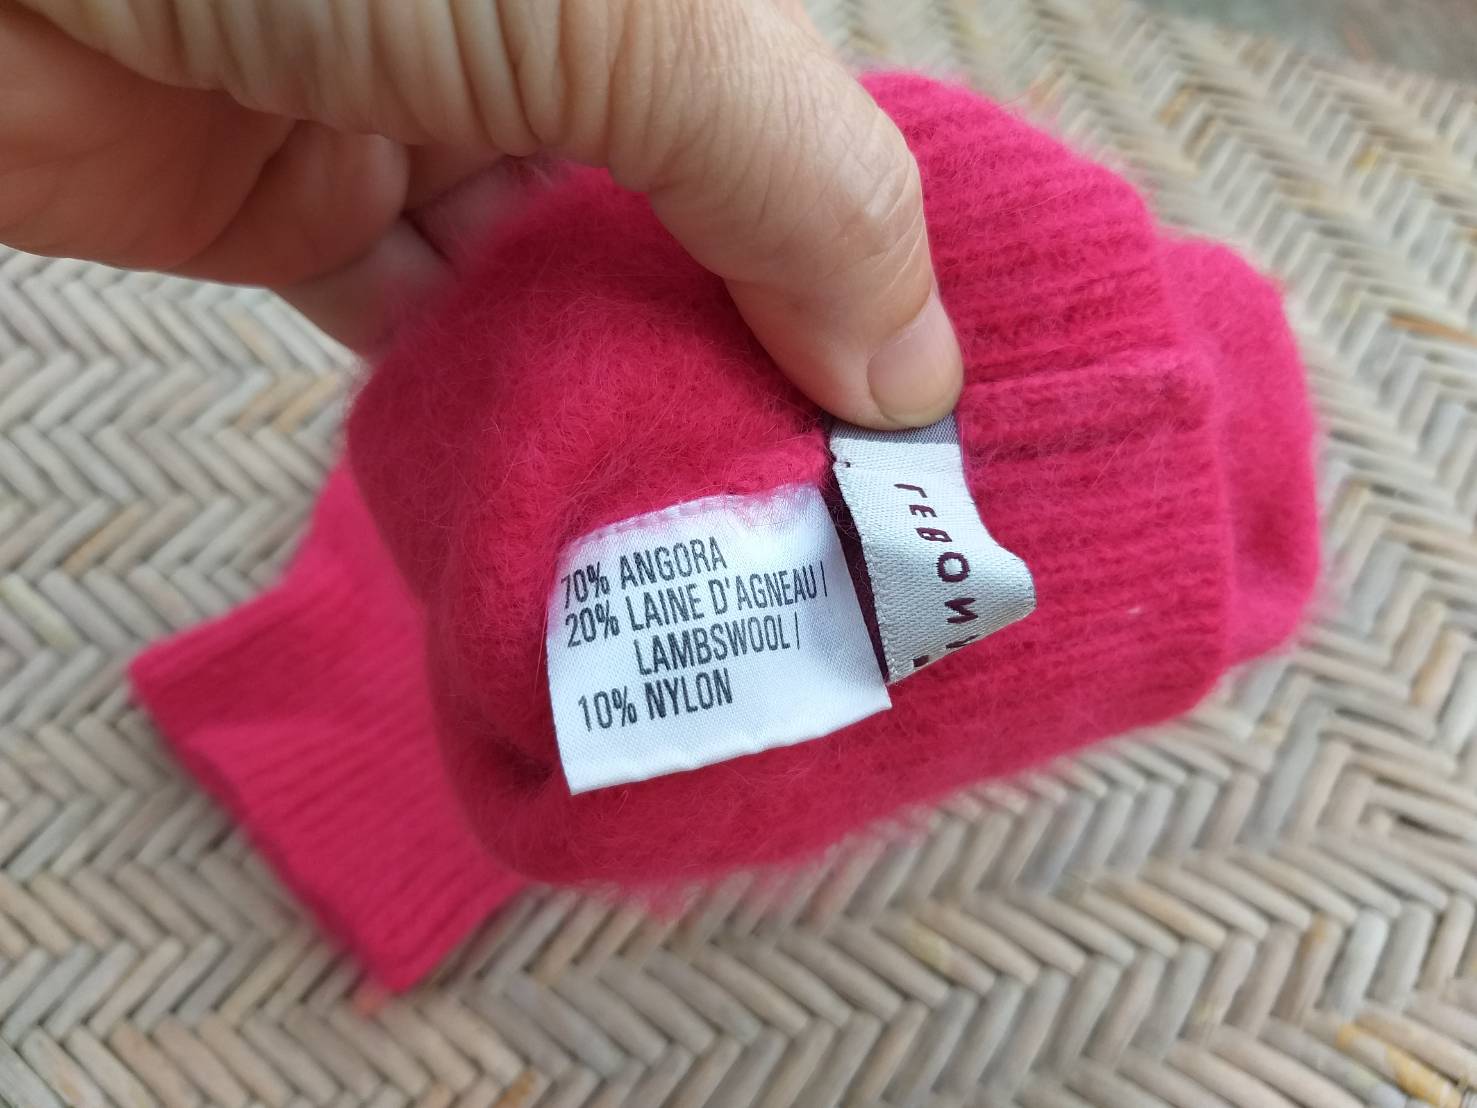 70% ANGORA
20% LAINE D'AGNEAU /
LAMBSWOOL /
10% NYLON